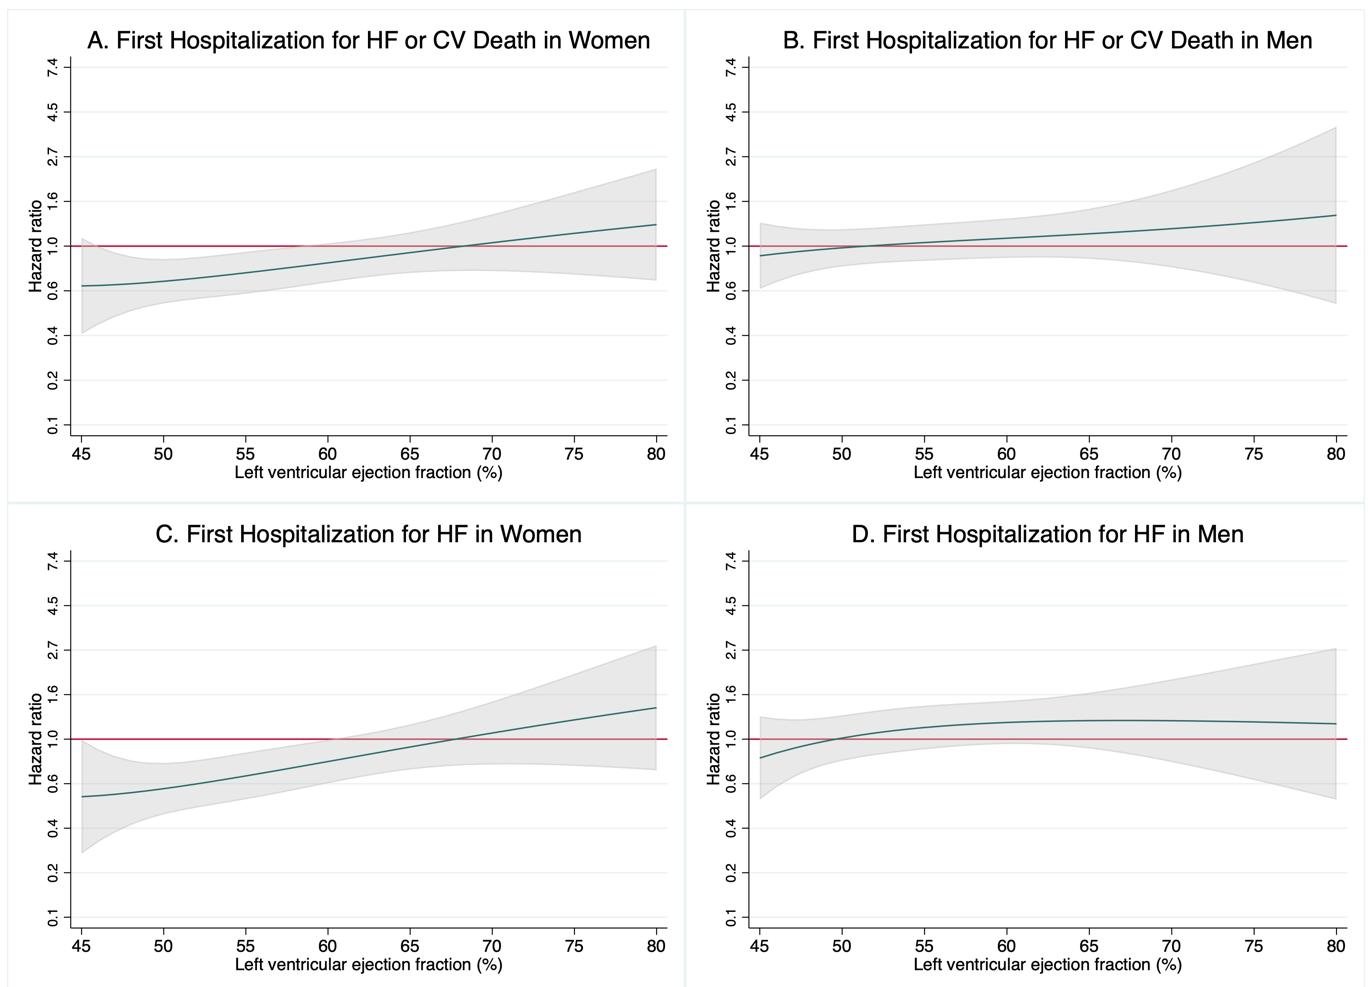 A. First Hospitalization for HF or CV Death in Women
7.4
4.5
2.7
1.6
1.0
0.6
0.4
0.2
0.1
Hazard ratio
45 50 55 60 65 70 75 80
Left ventricular ejection fraction (%)
B. First Hospitalization for HF or CV Death in Men
7.4
4.5
2.7
1.6
1.0
0.6
0.4
0.2
0.1
Hazard ratio
45 50 55 60 65 70 75 80
Left ventricular ejection fraction (%)
C. First Hospitalization for HF in Women
7.4
4.5
2.7
1.6
1.0
0.6
0.4
0.2
0.1
Hazard ratio
45 50 55 60 65 70 75 80
Left ventricular ejection fraction (%)
D. First Hospitalization for HF in Men
7.4
4.5
2.7
1.6
1.0
0.6
0.4
0.2
0.1
Hazard ratio
45 50 55 60 65 70 75 80
Left ventricular ejection fraction (%)